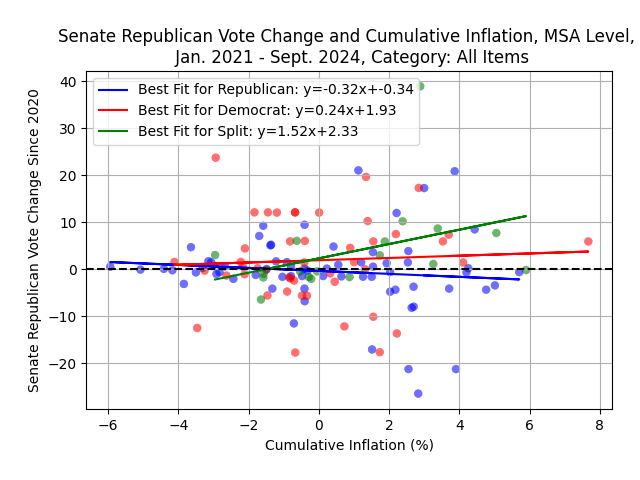 Senate Republican Vote Change and Cumulative Inflation, MSA Level,
Jan. 2021 - Sept. 2024, Category: All Items
Senate Republican Vote Change Since 2020
40
30
20
10
0
−10
−20
Best Fit for Republican: y=-0.32x+-0.34
Best Fit for Democrat: y=0.24x+1.93
Best Fit for Split: y=1.52x+2.33
−6 −4 −2 0 2 4 6 8
Cumulative Inflation (%)